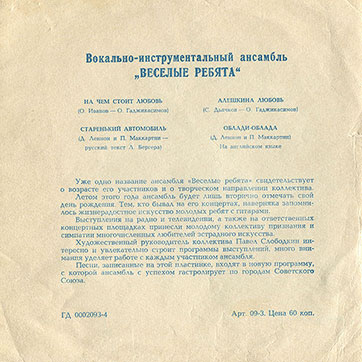 Вокально-инструментальный ансамбль
„ВЕСЕЛЫЕ РЕБЯТА“
НА ЧЕМ СТОИТ ЛЮБОВЬ
(О. Иванов — О. Гаджикасимов)
АЛЕШКИНА ЛЮБОВЬ
(С. Дьячков — О. Гаджикасимов)
СТАРЕНЬКИЙ АВТОМОБИЛЬ
(Д. Леннон и П. Маккартни —
русский текст Л. Бергера)
ОБЛАДИ-ОБЛАДА
(Д. Леннон и П. Маккартни)
На английском языке
Уже одно название ансамбля «Веселые ребята» свидетельствует
о возрасте его участников и о творческом направлении коллектива.
Летом этого года ансамбль будет лишь вторично отмечать свой
день рождения. Тем, кто бывал на его концертах, наверняка запомни-
лось жизнерадостное искусство молодых ребят с гитарами.
Выступления на радио и телевидении, а также на ответственных
концертных площадках принесли молодому коллективу признания и
симпатии многочисленных любителей эстрадного искусства.
Художественный руководитель коллектива Павел Слободкин ин-
тересно и увлекательно строит программы выступлений, много вни-
мания уделяет работе с каждым участником ансамбля.
Песни, записанные на этой пластинке, входят в новую программу,
с которой ансамбль с успехом гастролирует по городам Советского
Союза.
ГД 0002093-4
Арт. 09-3. Цена 60 коп.